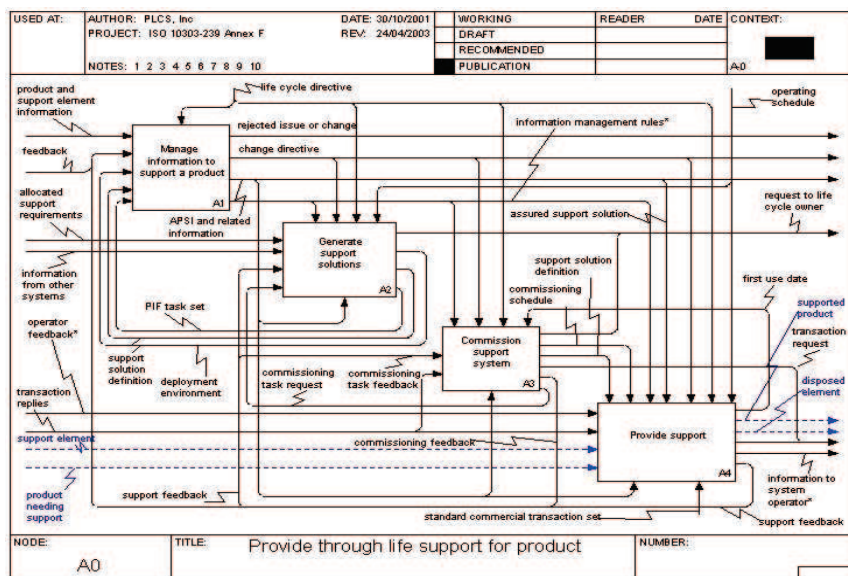 USED AT:
AUTHOR: PLCS, Inc
DATE: 30/10/2001
PROJECT: ISO 10303-239 Annex F
REV: 24/04/2003
NOTES: 1 2 3 4 5 6 7 8 9 10
WORKING
DRAFT
RECOMMENDED
PUBLICATION
READER
DATE
CONTEXT:
A-0
product and
support element
information
life cycle directive
operating
schedule
rejected issue or change
information management rules*
feedback
Manage
information to
support a product
A1
change directive
allocated
support
requirements
APSI and related
information
assured support solution
request to life
cycle owner
Generate
support
solutions
A2
information
from other
systems
support solution
definition
commissioning
schedule
first use date
PIF task set
supported
product
operator
feedback*
transaction
request
Commission
support
system
A3
support
solution
definition
deployment
environment
commissioning
task request
commissioning
task feedback
disposed
element
transaction
replies
support element
commissioning feedback
Provide support
A4
product
needing
support
support feedback
information to
system
operator*
standard commercial transaction set
support feedback
NODE:
A0
TITLE:
Provide through life support for product
NUMBER: